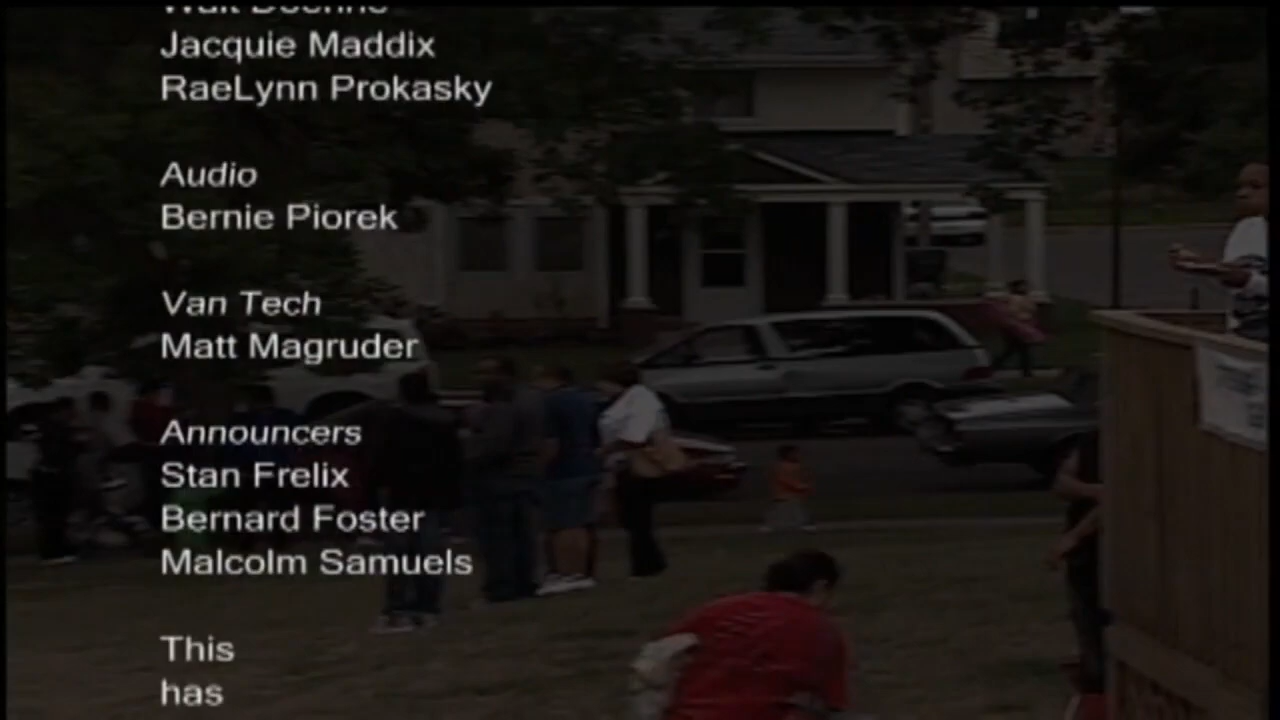 Jacquie Maddix
RaeLynn Prokasky
Audio
Bernie Piorek
Van Tech
Matt Magruder
Announcers
Stan Frelix
Bernard Foster
Malcolm Samuels
This
has